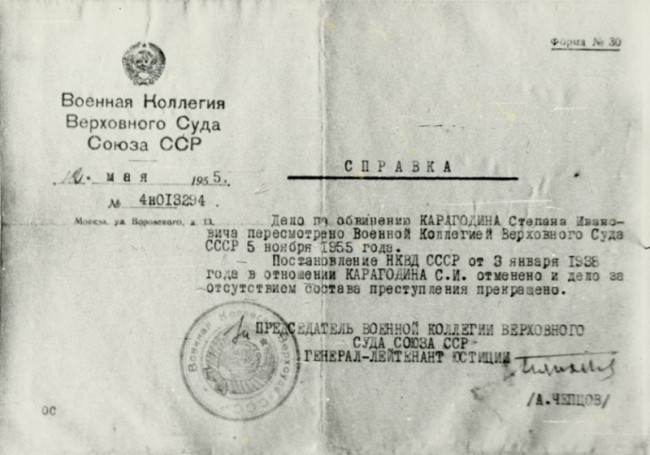 Форма № 30
Военная Коллегия
Верховного Суда
Союза ССР
мая 1955.
№ 4н013294.
Москва, ул. Воровского, д. 13.
СПРАВКА
Дело по обвинению КАРАГОДИНА Степана Ивано-
вича пересмотрено Военной Коллегией Верховного Суда
СССР 5 ноября 1955 года.
Постановление НКВД СССР от 3 января 1938
года в отношении КАРАГОДИНА С.И. отменено и дело за
отсутствием состава преступления прекращено.
ПРЕДСЕДАТЕЛЬ ВОЕННОЙ КОЛЛЕГИИ ВЕРХОВНОГО
СУДА СОЮЗА ССР
ГЕНЕРАЛ-ЛЕЙТЕНАНТ ЮСТИЦИИ
/А.ЧЕПЦОВ/
Военная Коллегия
ОС